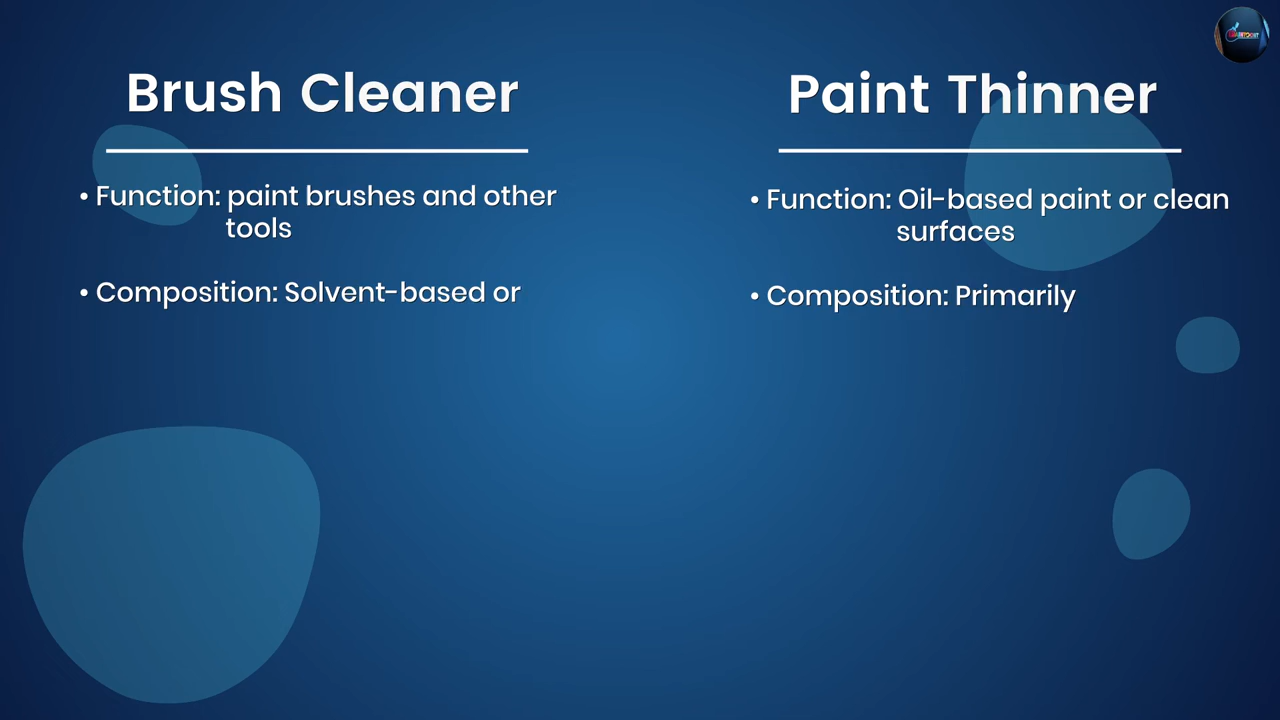 Brush Cleaner
• Function: paint brushes and other
tools
• Composition: Solvent-based or
Paint Thinner
• Function: Oil-based paint or clean
surfaces
• Composition: Primarily